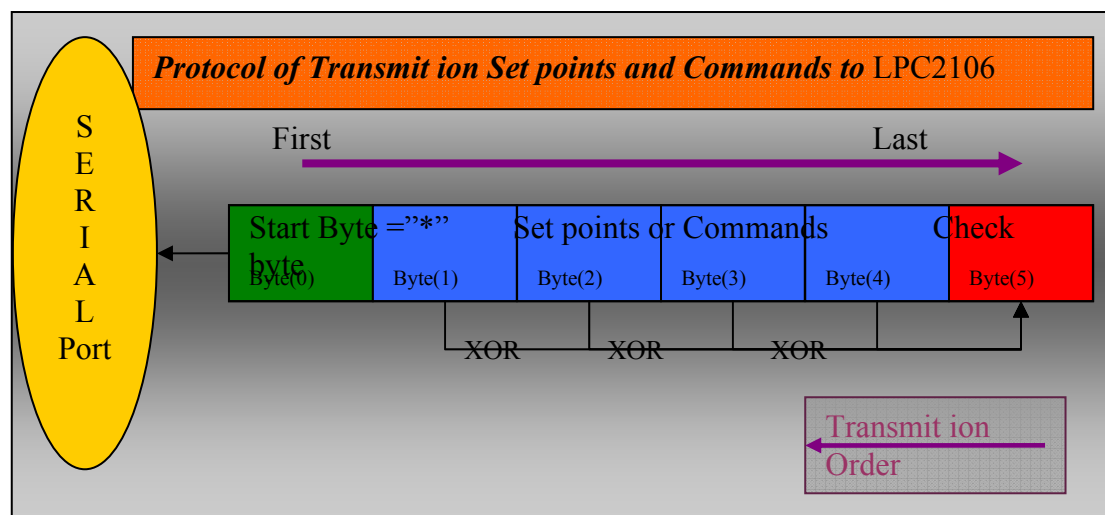 Protocol of Transmit ion Set points and Commands to LPC2106
S
E
R
I
A
L
Port
First Last
Start Byte =”*” Set points or Commands Check
byte
Byte(0) Byte(1) Byte(2) Byte(3) Byte(4) Byte(5)
XOR XOR XOR
Transmit ion
Order